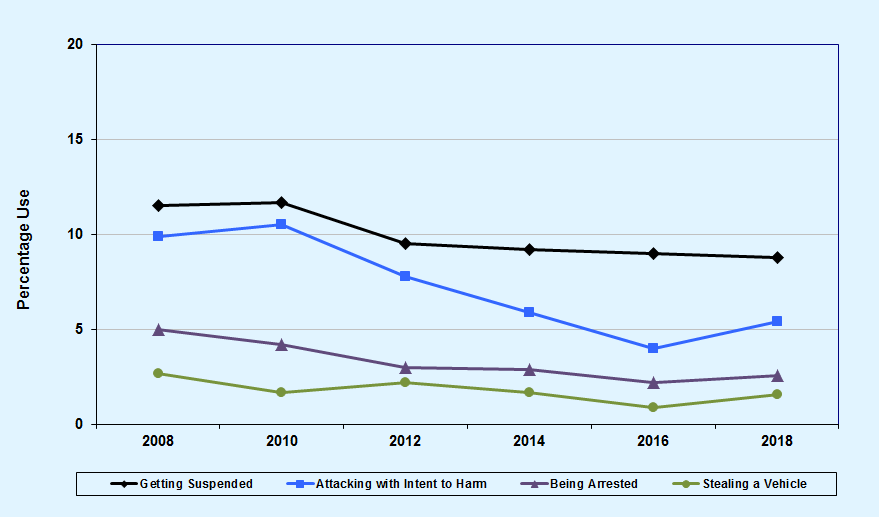 20
15
10
5
0
Percentage Use
2008 2010 2012 2014 2016 2018
Getting Suspended Attacking with Intent to Harm Being Arrested Stealing a Vehicle